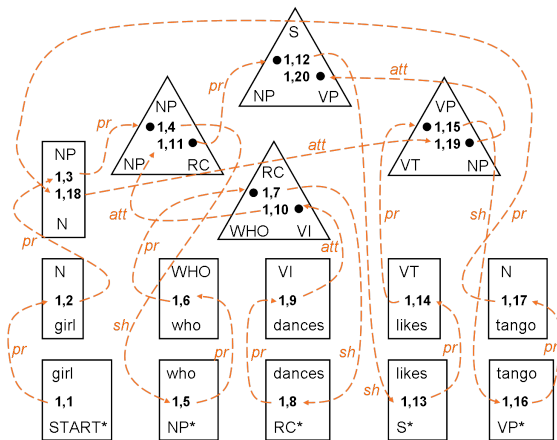 S
1,12
1,20
NP VP
att
pr
NP
1,4
1,11
NP RC
pr
VP
1,15
1,19
VT NP
NP
1,3
1,18
N
att
RC
1,7
1,10
WHO VI
att
pr
att
pr
sh
pr
pr
N
1,2
girl
WHO
1,6
who
VI
1,9
dances
VT
1,14
likes
N
1,17
tango
pr
sh
pr
pr
sh
sh
pr
pr
girl
1,1
START*
who
1,5
NP*
dances
1,8
RC*
likes
1,13
S*
tango
1,16
VP*